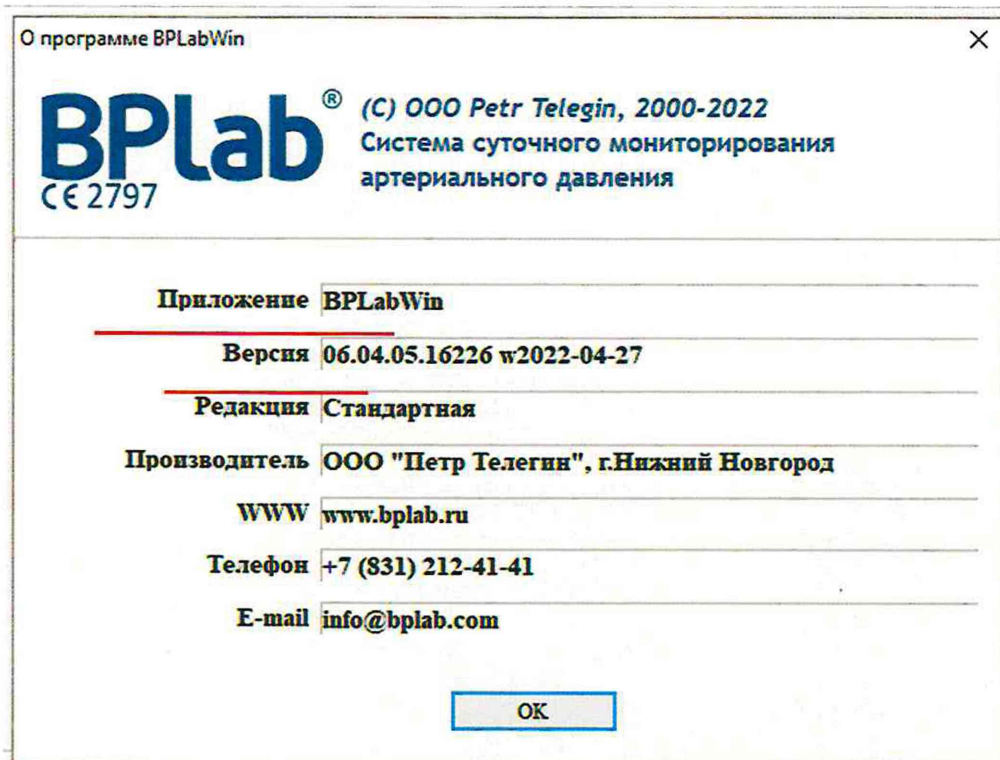 О программе BPLabWin
BPLab®
CE 2797
(C) ООО Petr Telegin, 2000-2022
Система суточного мониторирования
артериального давления
Приложение BPLabWin
Версия 06.04.05.16226 w2022-04-27
Редакция Стандартная
Производитель ООО "Петр Телегин", г.Нижний Новгород
WWW www.bplab.ru
Телефон +7 (831) 212-41-41
E-mail info@bplab.com
OK